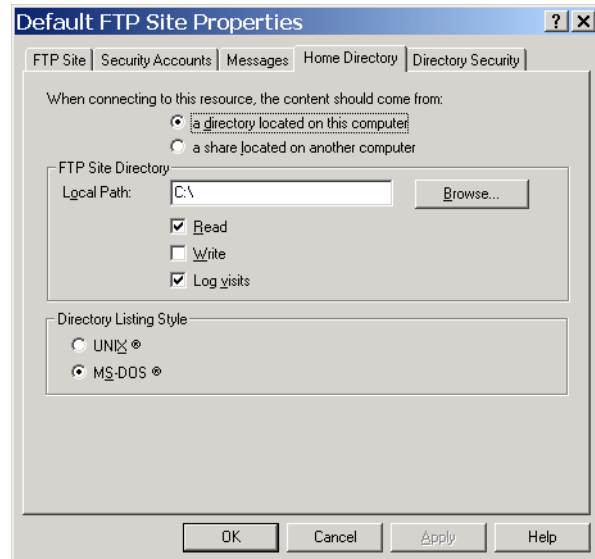 Default FTP Site Properties
FTP Site Security Accounts Messages Home Directory Directory Security
When connecting to this resource, the content should come from:
a directory located on this computer
a share located on another computer
FTP Site Directory
Local Path: C:\ Browse...
Read
Write
Log visits
Directory Listing Style
UNIX ®
MS-DOS ®
OK Cancel Apply Help